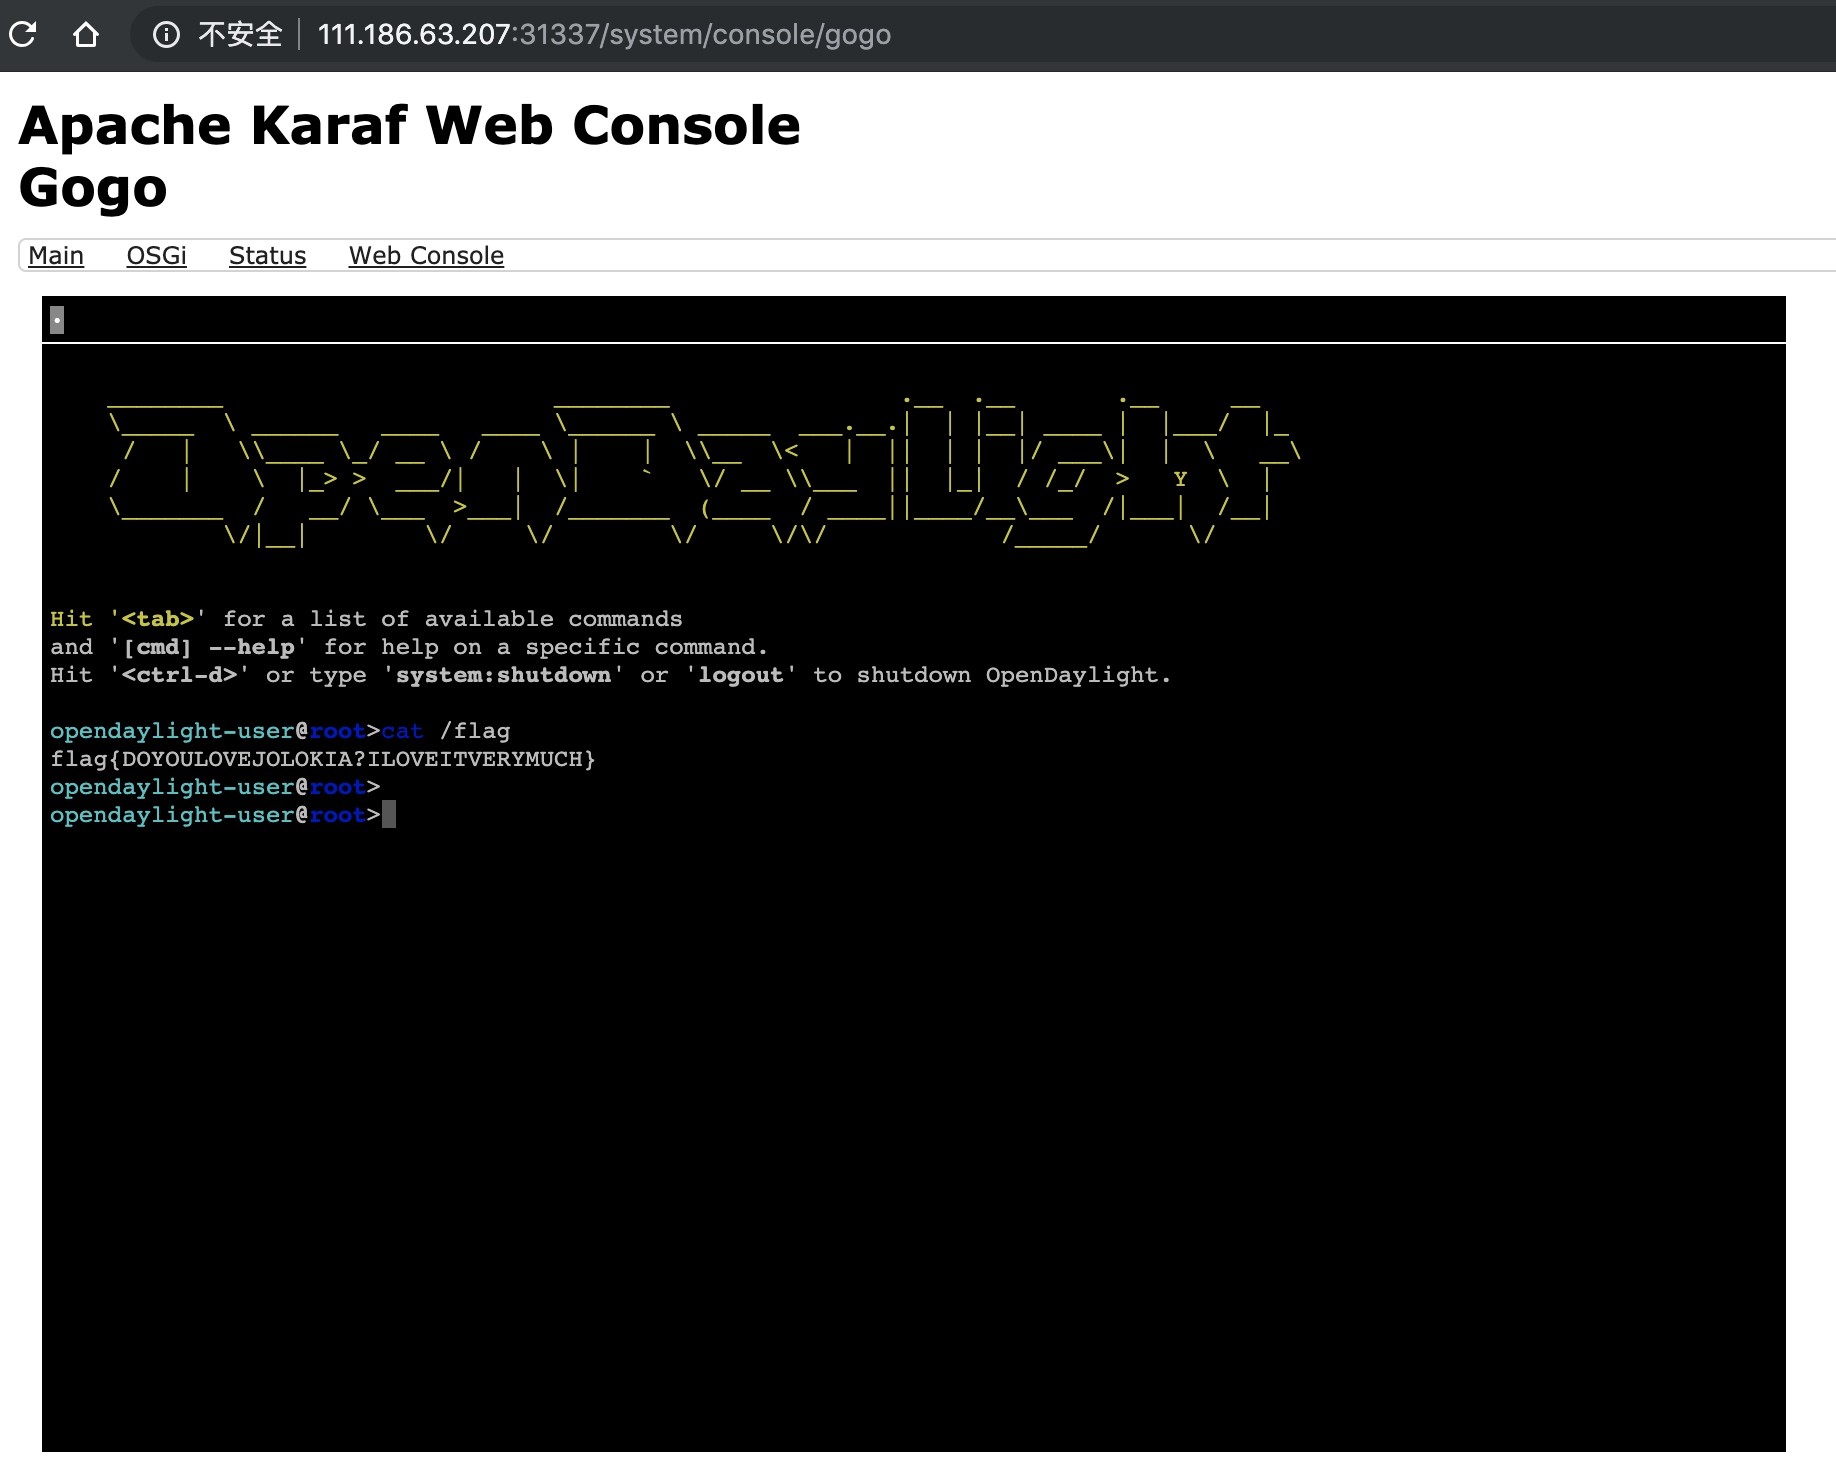 不安全 111.186.63.207:31337/system/console/gogo
Apache Karaf Web Console
Gogo
Main OSGi Status Web Console
OpenDaylight
Hit '<tab>' for a list of available commands
and '[cmd] --help' for help on a specific command.
Hit '<ctrl-d>' or type 'system:shutdown' or 'logout' to shutdown OpenDaylight.
opendaylight-user@root>cat /flag
flag{DOYOULOVEJOLOKIA?ILOVEITVERYMUCH}
opendaylight-user@root>
opendaylight-user@root>